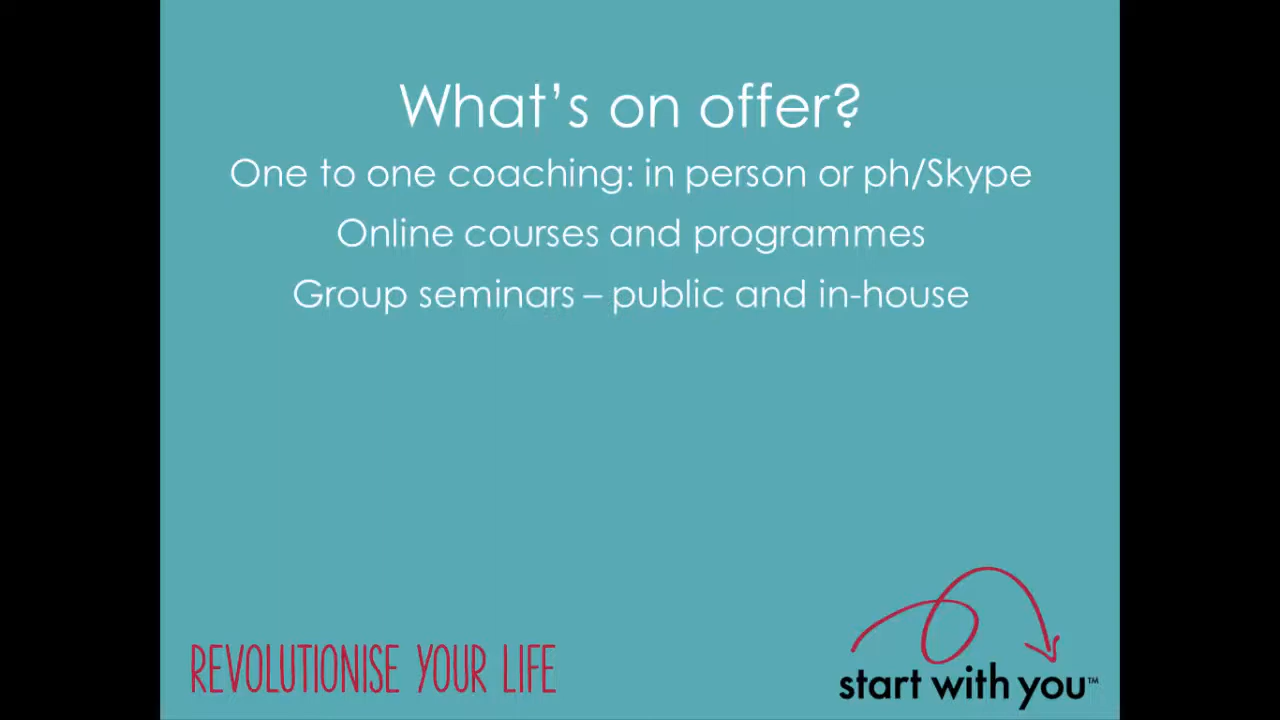 What's on offer?
One to one coaching: in person or ph/Skype
Online courses and programmes
Group seminars – public and in-house
REVOLUTIONISE YOUR LIFE
start with you™